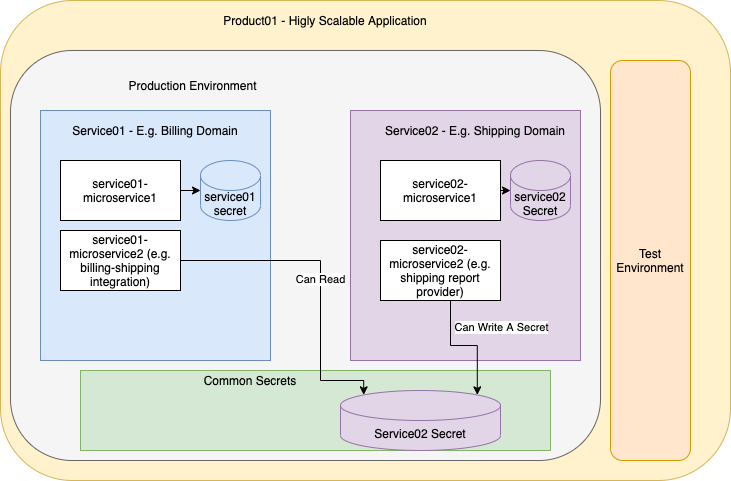 Product01 - Higly Scalable Application
Production Environment
Service01 - E.g. Billing Domain
service01-
microservice1
service01
secret
service01-
microservice2 (e.g.
billing-shipping
integration)
Service02 - E.g. Shipping Domain
service02-
microservice1
service02
Secret
service02-
microservice2 (e.g.
shipping report
provider)
Can Read
Can Write A Secret
Common Secrets
Service02 Secret
Test
Environment